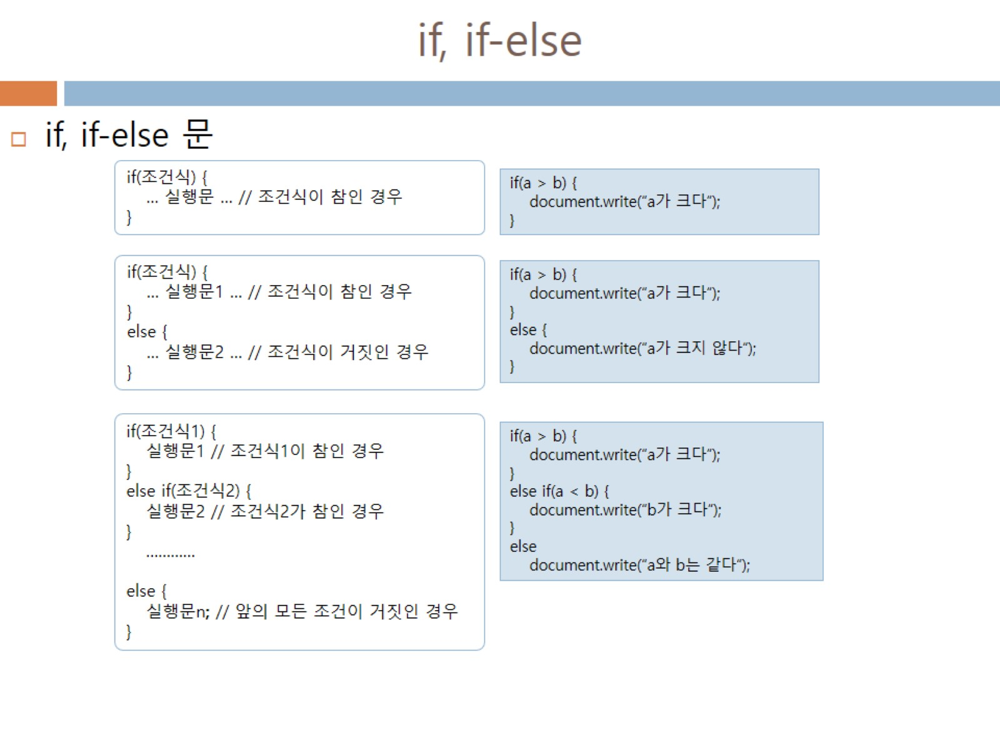 if, if-else
if, if-else 문
if(조건식) {
... 실행문 ... // 조건식이 참인 경우
}
if(a > b) {
document.write(“a가 크다“);
}
if(조건식) {
... 실행문1 ... // 조건식이 참인 경우
}
else {
... 실행문2 ... // 조건식이 거짓인 경우
}
if(a > b) {
document.write(“a가 크다“);
}
else {
document.write(“a가 크지 않다“);
}
if(조건식1) {
실행문1 // 조건식1이 참인 경우
}
else if(조건식2) {
실행문2 // 조건식2가 참인 경우
}
............
else {
실행문n; // 앞의 모든 조건이 거짓인 경우
}
if(a > b) {
document.write(“a가 크다“);
}
else if(a < b) {
document.write(“b가 크다“);
}
else
document.write(“a와 b는 같다“);